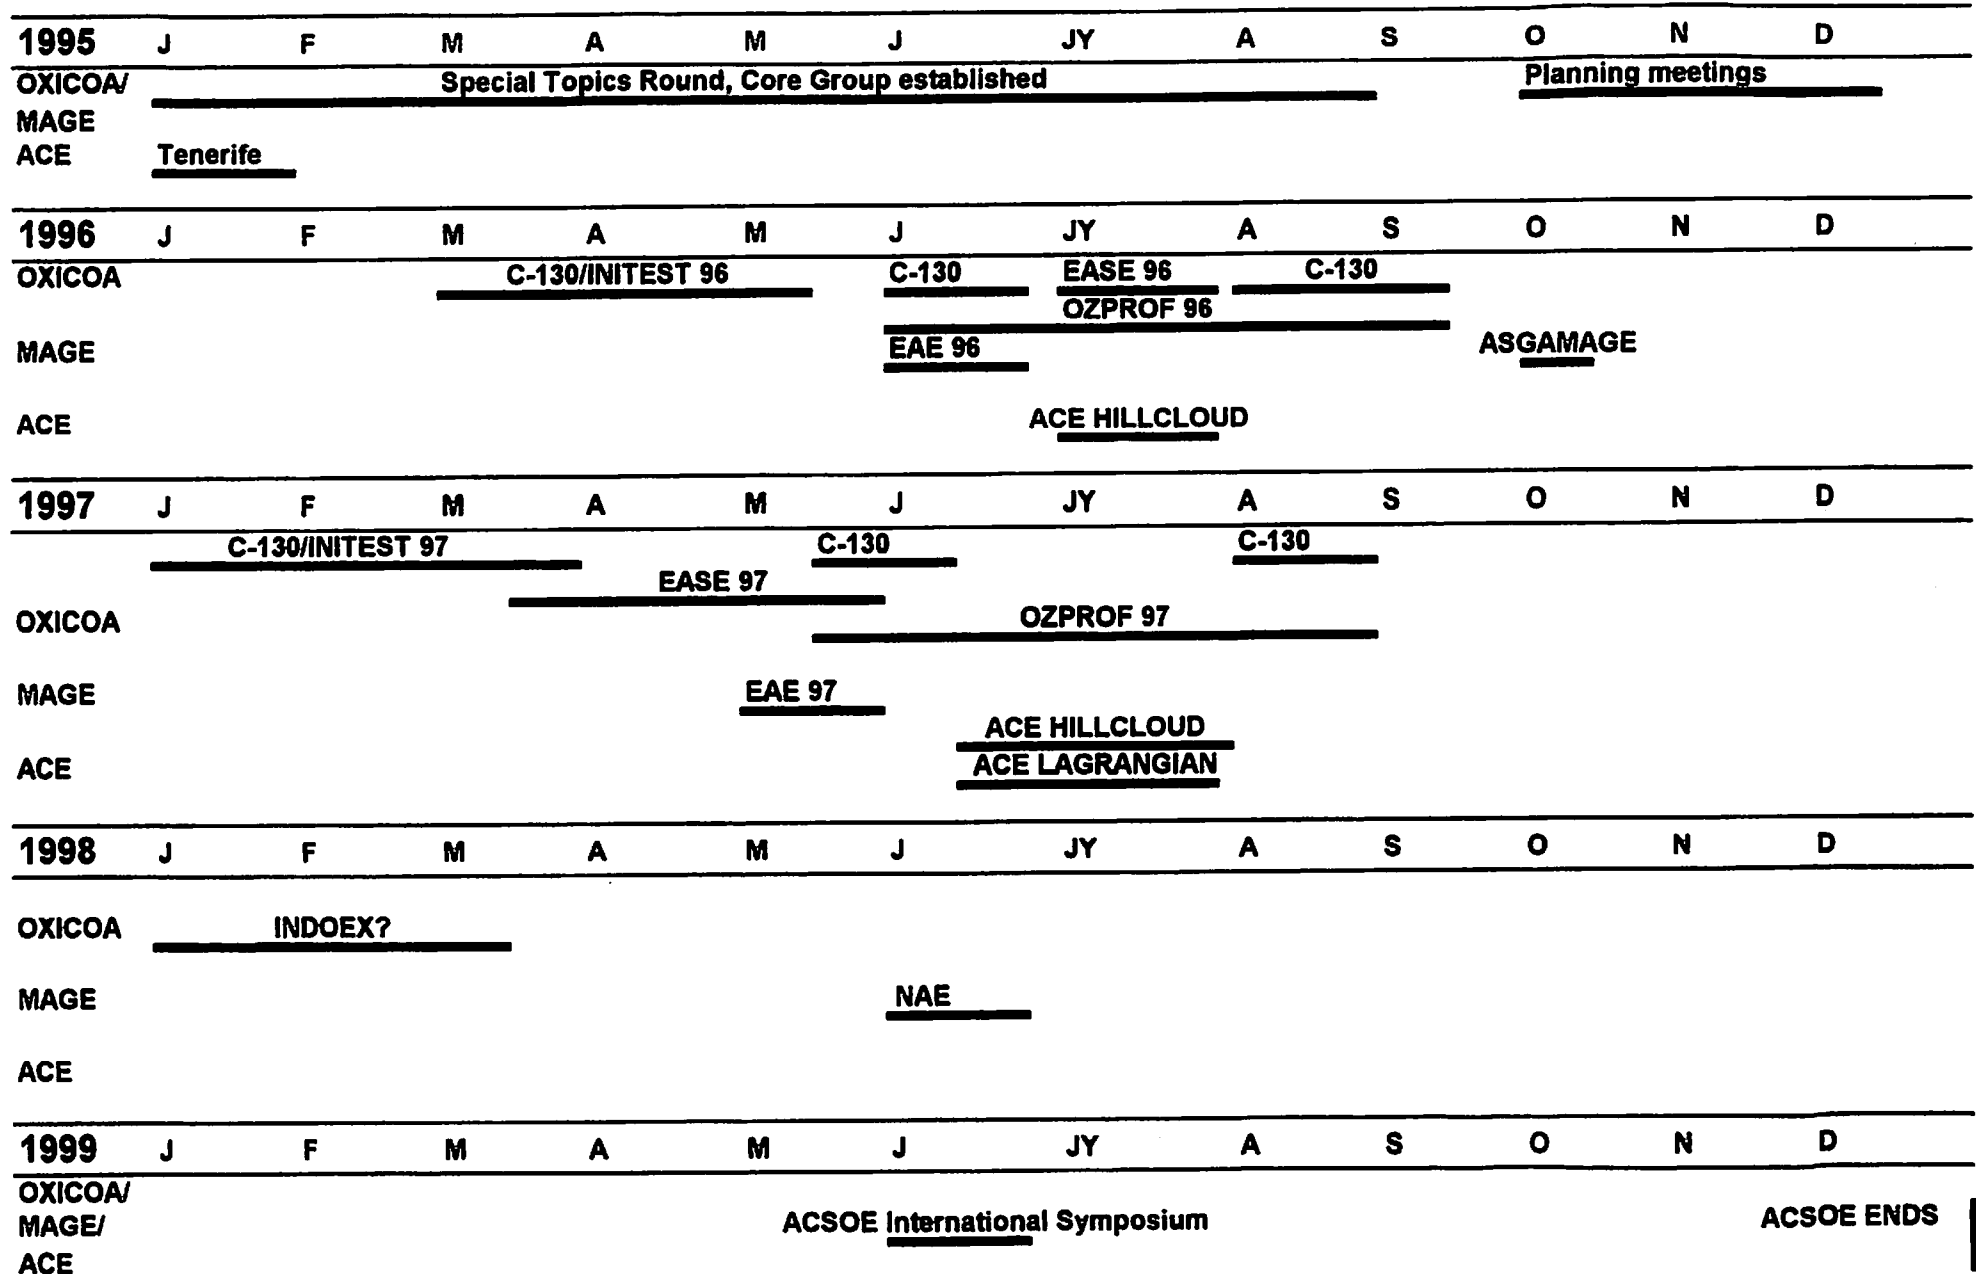 1995 J F M A M J JY A S O N D
OXICOA/ Special Topics Round, Core Group established Planning meetings
MAGE
ACE Tenerife
1996 J F M A M J JY A S O N D
OXICOA C-130/INITEST 96 C-130 EASE 96 C-130
OZPROF 96
MAGE EAE 96 ASGAMAGE
ACE ACE HILLCLOUD
1997 J F M A M J JY A S O N D
C-130/INITEST 97 C-130 C-130
EASE 97
OXICOA OZPROF 97
MAGE EAE 97
ACE HILLCLOUD
ACE ACE LAGRANGIAN
1998 J F M A M J JY A S O N D
OXICOA INDOEX?
MAGE NAE
ACE
1999 J F M A M J JY A S O N D
OXICOA/
MAGE/ ACSOE International Symposium ACSOE ENDS
ACE